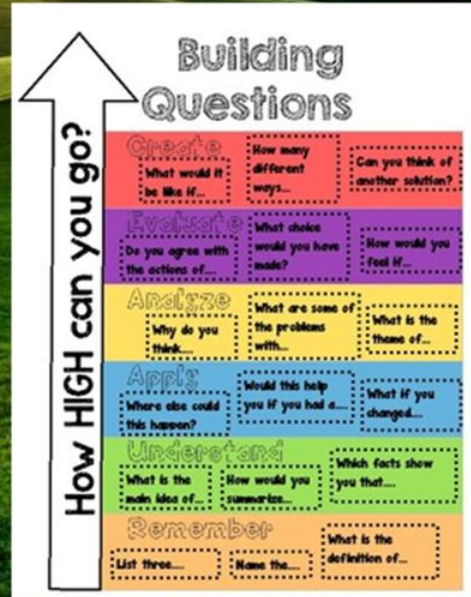 How HIGH can you go?
Building
Questions
Create
What would it
be like if...
How many
different
ways...
Can you think of
another solution?
Evaluate
Do you agree with
the actions of....
What choice
would you have
made?
How would you
feel if...
Analyze
Why do you
think....
What are some of
the problems
with...
What is the
theme of...
Apply
Where else could
this happen?
Would this help
you if you had a....
What if you
changed....
Understand
What is the
main idea of...
How would you
summarize...
Which facts show
you that....
Remember
List three....
Name the....
What is the
definition of...